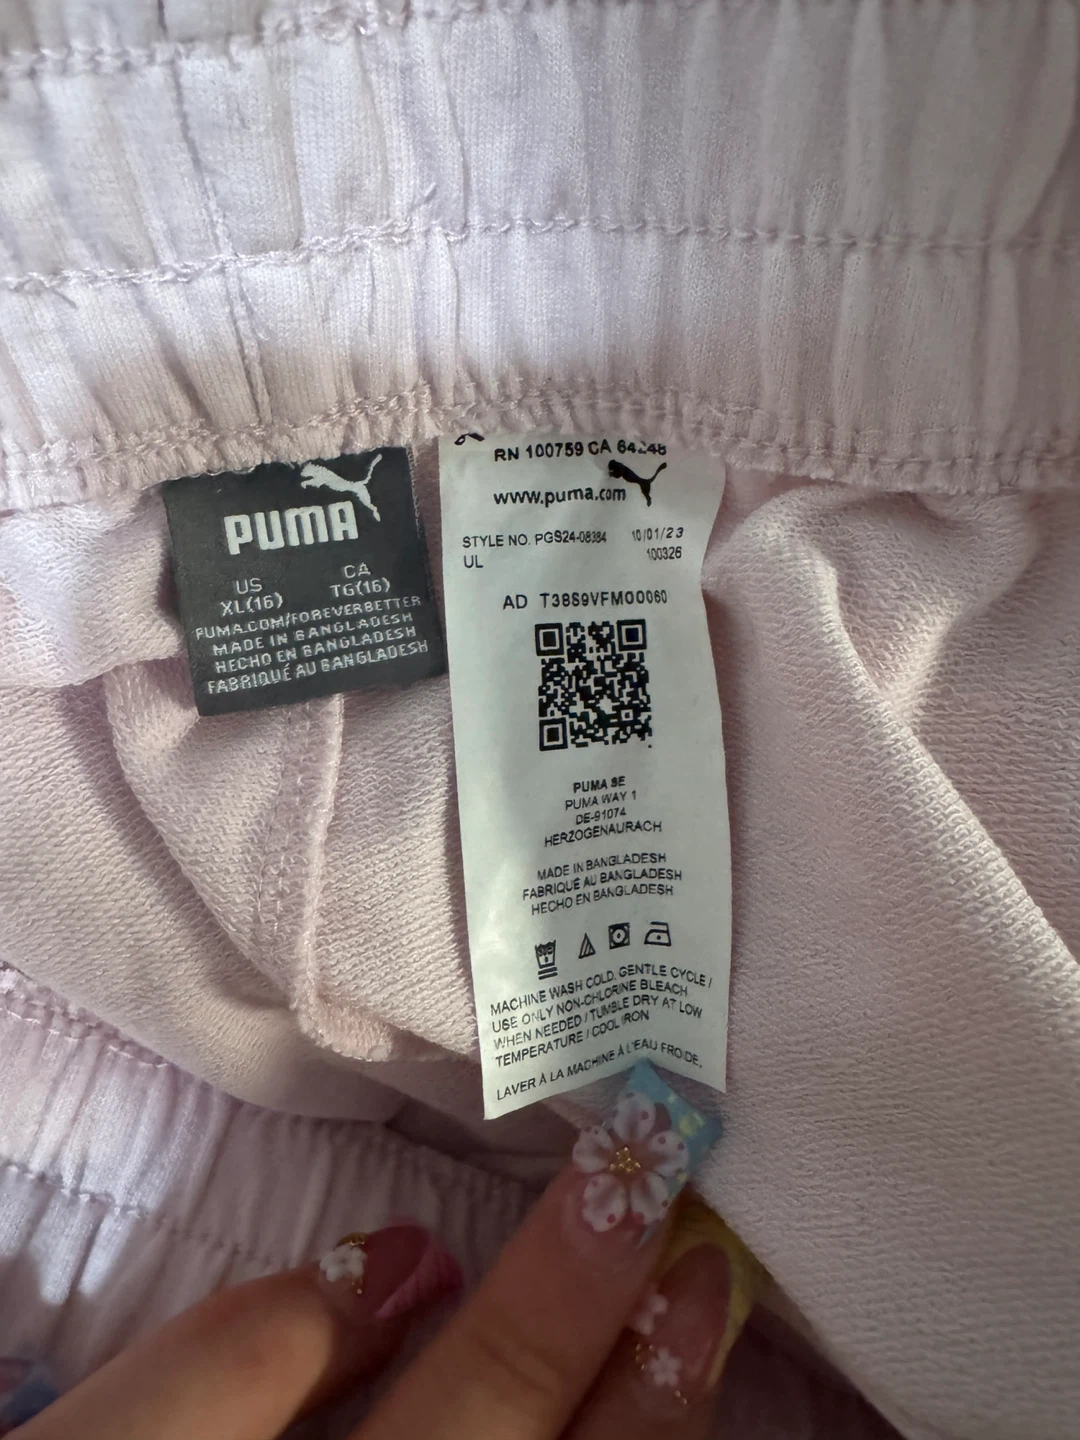 PUMA
US
XL(16)
CA
TG(16)
PUMA.COM/FOREVERBETTER
MADE IN BANGLADESH
HECHO EN BANGLADESH
FABRIQUÉ AU BANGLADESH
RN 100759 CA 64248
www.puma.com
STYLE NO. PGS24-08384 10/01/23
UL 100326
AD T38S9VFMO0060
PUMA SE
PUMA WAY 1
DE-91074
HERZOGENAURACH
MADE IN BANGLADESH
FABRIQUÉ AU BANGLADESH
HECHO EN BANGLADESH
MACHINE WASH COLD, GENTLE CYCLE /
USE ONLY NON-CHLORINE BLEACH
WHEN NEEDED / TUMBLE DRY AT LOW
TEMPERATURE / COOL IRON
LAVER À LA MACHINE À L'EAU FROIDE,